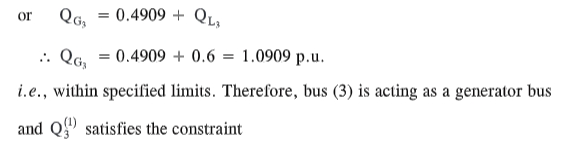 or Q_{G_3} = 0.4909 + Q_{L_3}
∴ Q_{G_3} = 0.4909 + 0.6 = 1.0909 p.u.
i.e., within specified limits. Therefore, bus (3) is acting as a generator bus
and Q_3^{(1)} satisfies the constraint